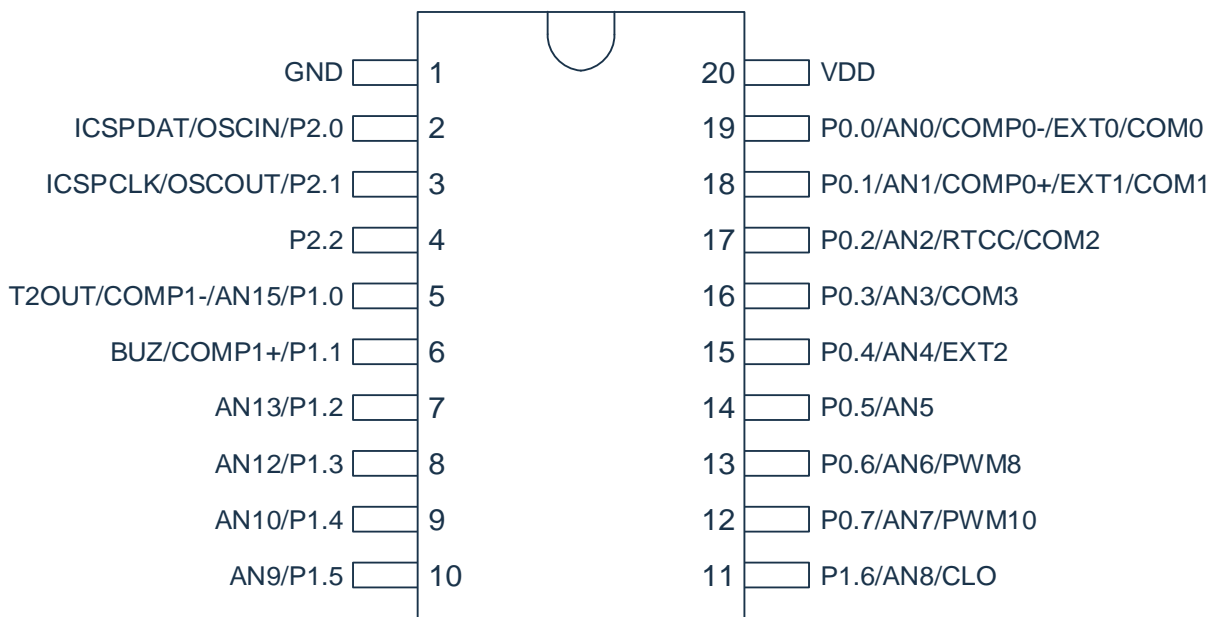 GND 1 20 VDD
ICSPDAT/OSCIN/P2.0 2 19 P0.0/AN0/COMP0-/EXT0/COM0
ICSPCLK/OSCOUT/P2.1 3 18 P0.1/AN1/COMP0+/EXT1/COM1
P2.2 4 17 P0.2/AN2/RTCC/COM2
T2OUT/COMP1-/AN15/P1.0 5 16 P0.3/AN3/COM3
BUZ/COMP1+/P1.1 6 15 P0.4/AN4/EXT2
AN13/P1.2 7 14 P0.5/AN5
AN12/P1.3 8 13 P0.6/AN6/PWM8
AN10/P1.4 9 12 P0.7/AN7/PWM10
AN9/P1.5 10 11 P1.6/AN8/CLO